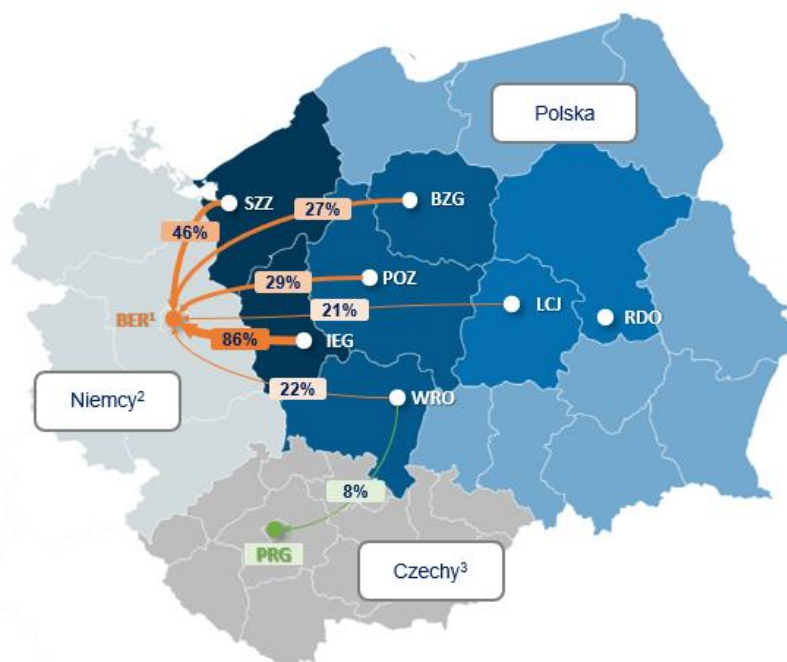 Polska
SZZ
BZG
27%
46%
29%
POZ
BER¹
21%
LCJ
RDO
86%
IEG
Niemcy²
22%
WRO
8%
PRG
Czechy³